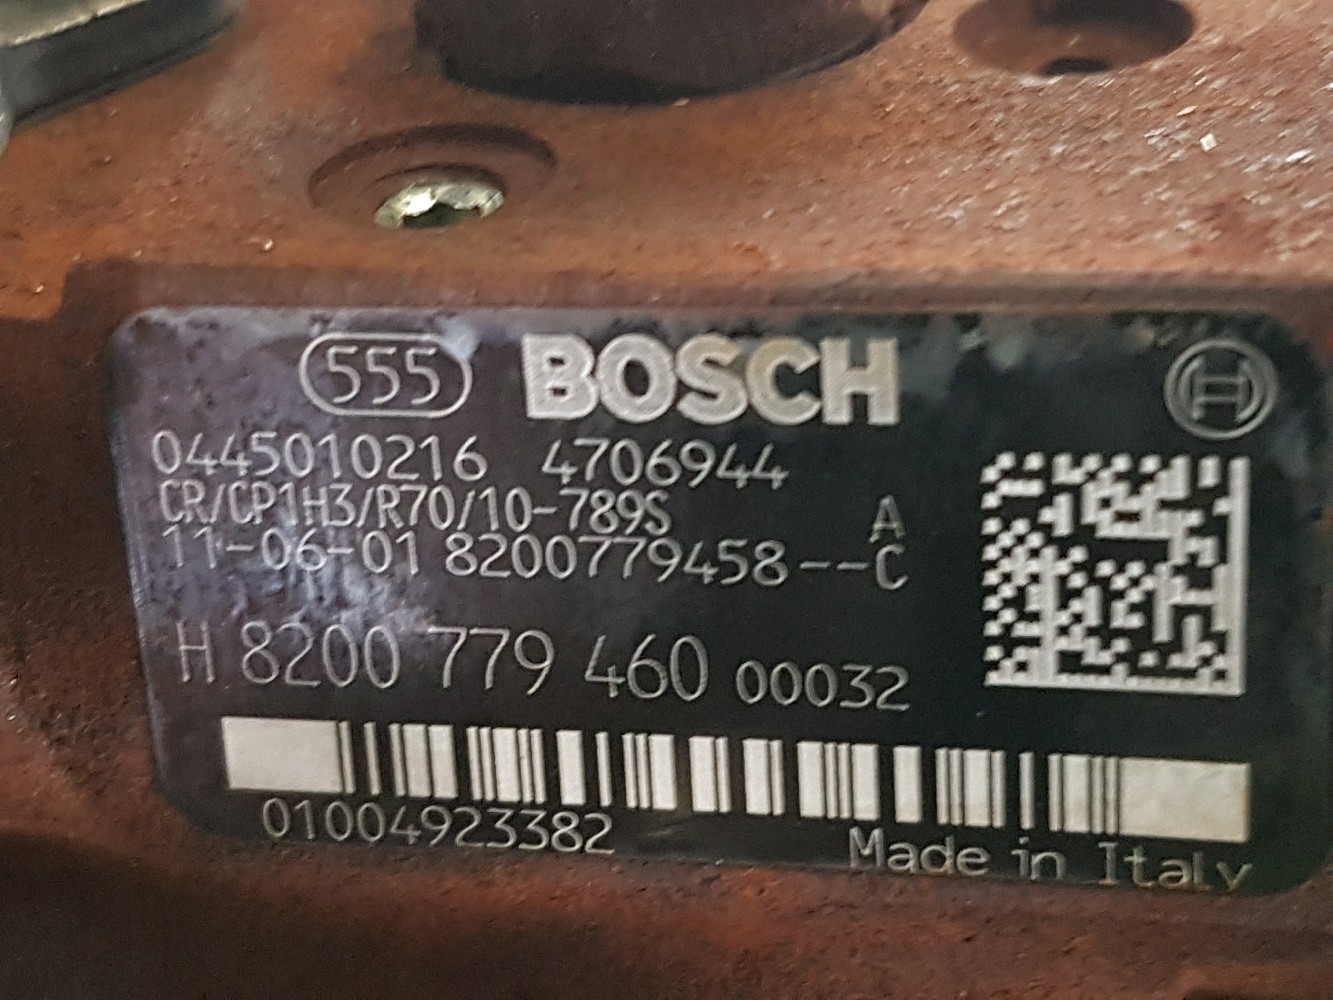 555 BOSCH
0445010216 4706944
CR/CP1H3/R70/10-789S A
11-06-01 8200779458--C
H 8200 779 460 00032
01004923382
Made in Italy